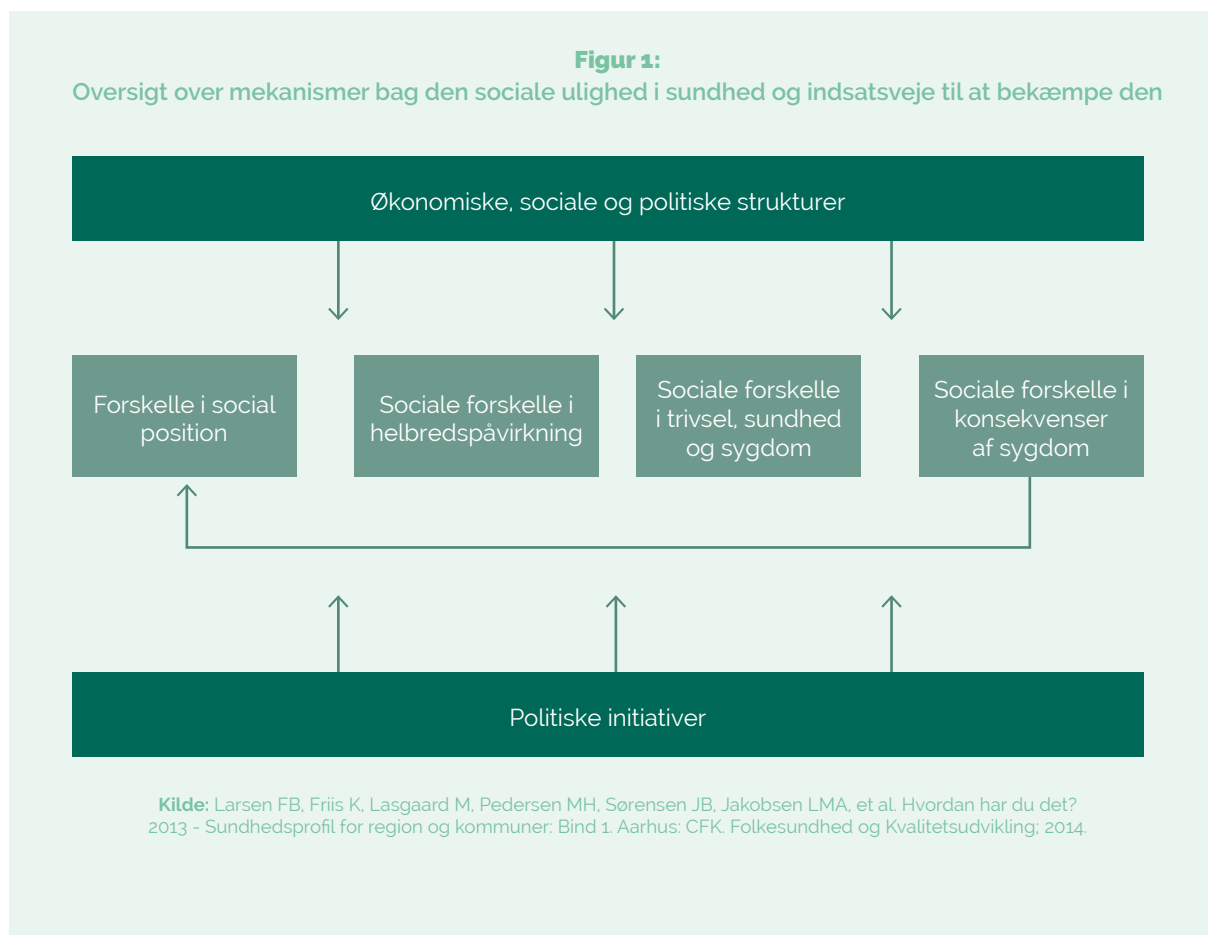 Figur 1:
Oversigt over mekanismer bag den sociale ulighed i sundhed og indsatsveje til at bekæmpe den
Økonomiske, sociale og politiske strukturer
Forskelle i social
position
Sociale forskelle i
helbredspåvirkning
Sociale forskelle
i trivsel, sundhed
og sygdom
Sociale forskelle i
konsekvenser
af sygdom
Politiske initiativer
Kilde: Larsen FB, Friis K, Lasgaard M, Pedersen MH, Sørensen JB, Jakobsen LMA, et al. Hvordan har du det?
2013 - Sundhedsprofil for region og kommuner: Bind 1. Aarhus: CFK. Folkesundhed og Kvalitetsudvikling; 2014.